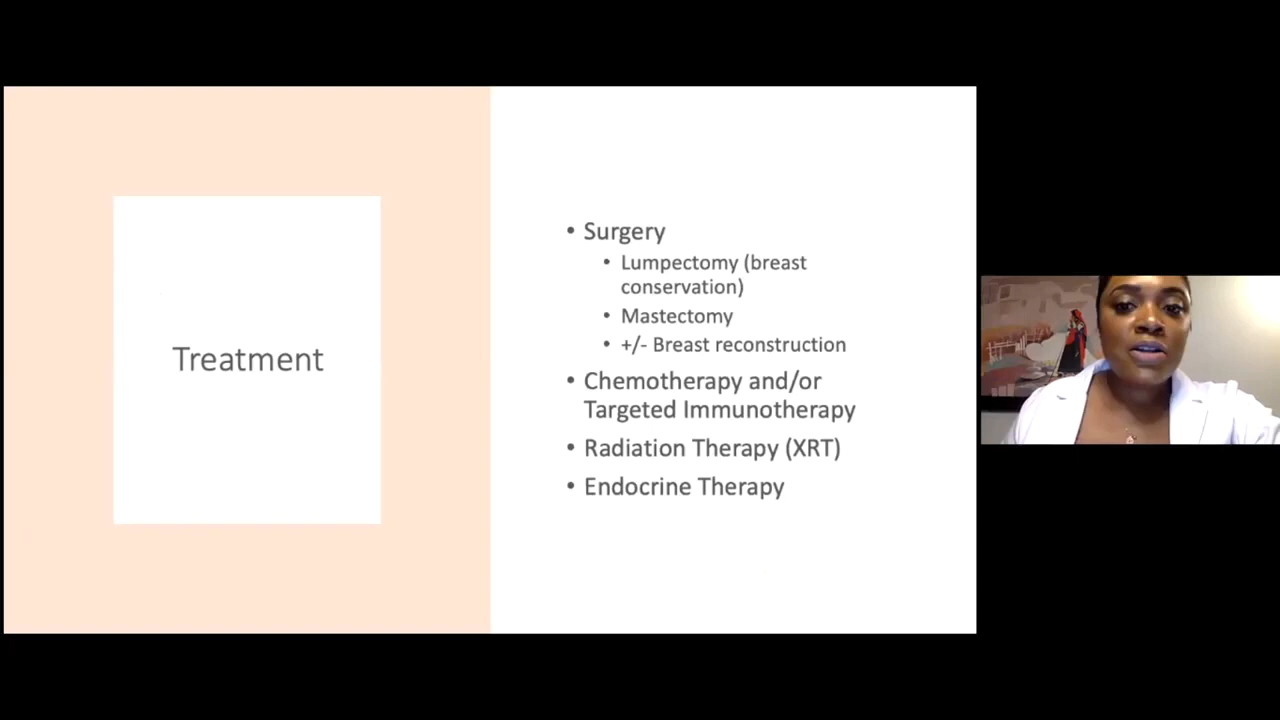 Treatment
• Surgery
• Lumpectomy (breast
conservation)
• Mastectomy
• +/- Breast reconstruction
• Chemotherapy and/or
Targeted Immunotherapy
• Radiation Therapy (XRT)
• Endocrine Therapy